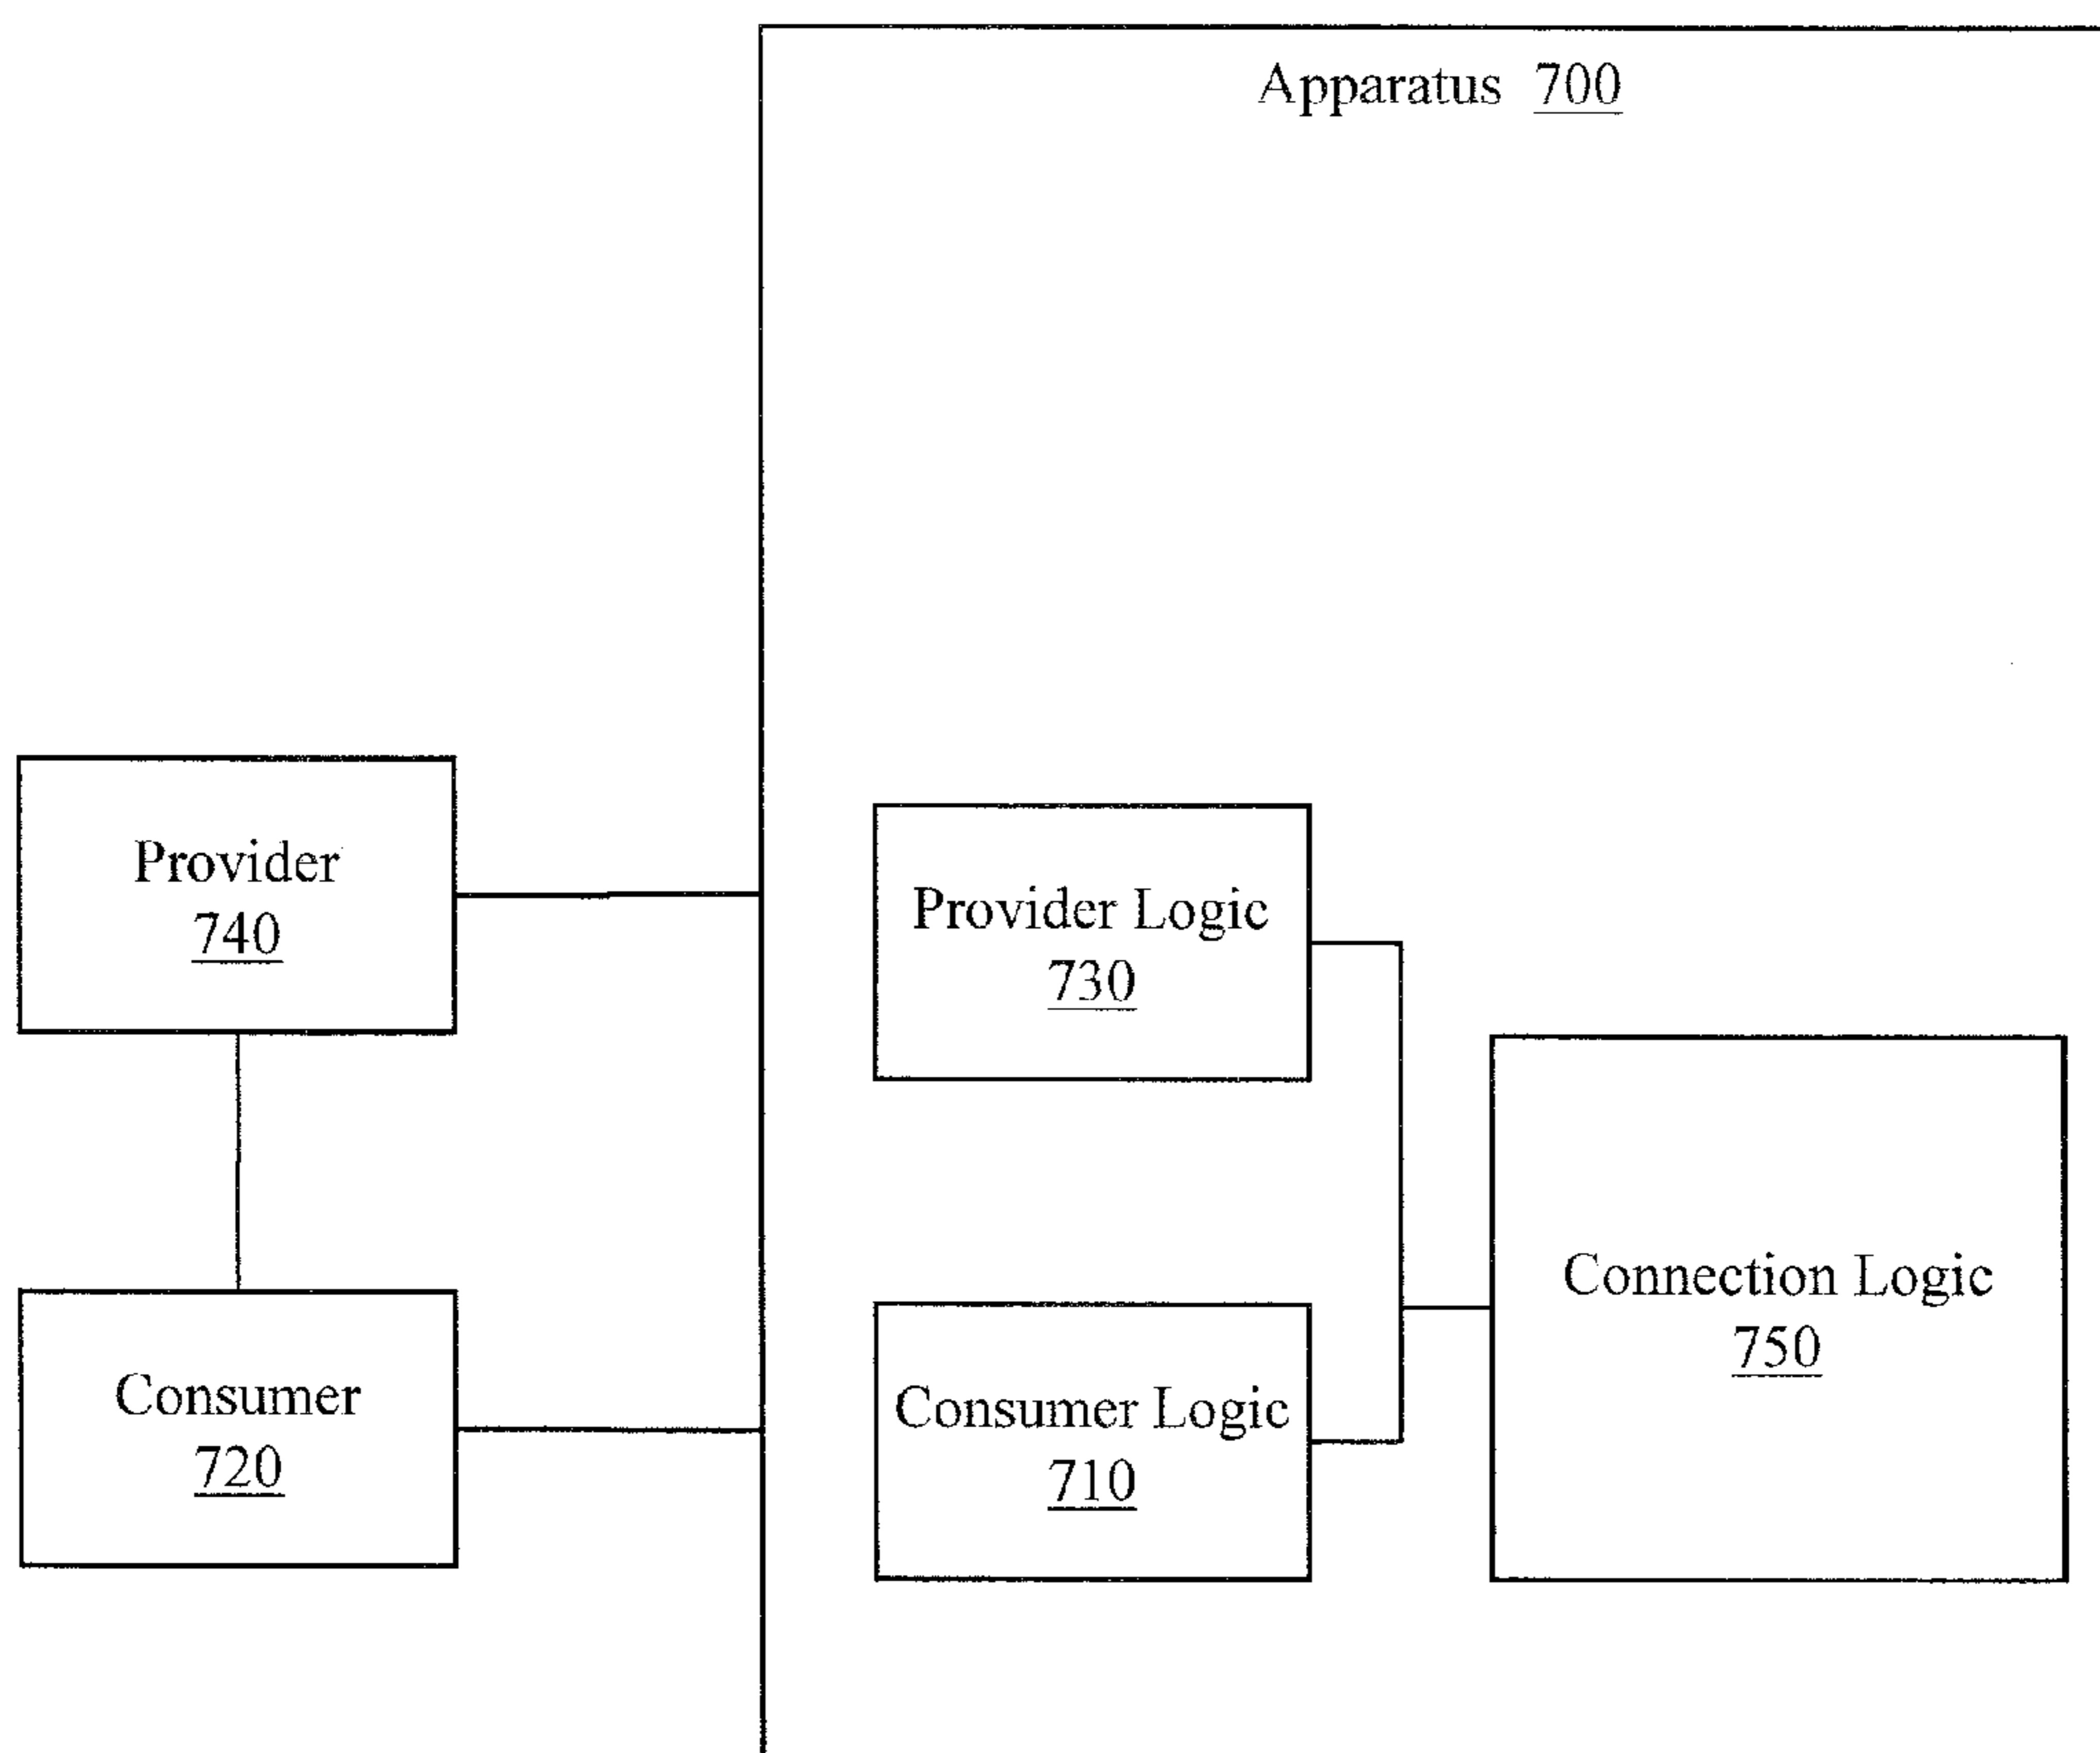 Apparatus 700
Provider
740
Provider Logic
730
Connection Logic
750
Consumer
720
Consumer Logic
710